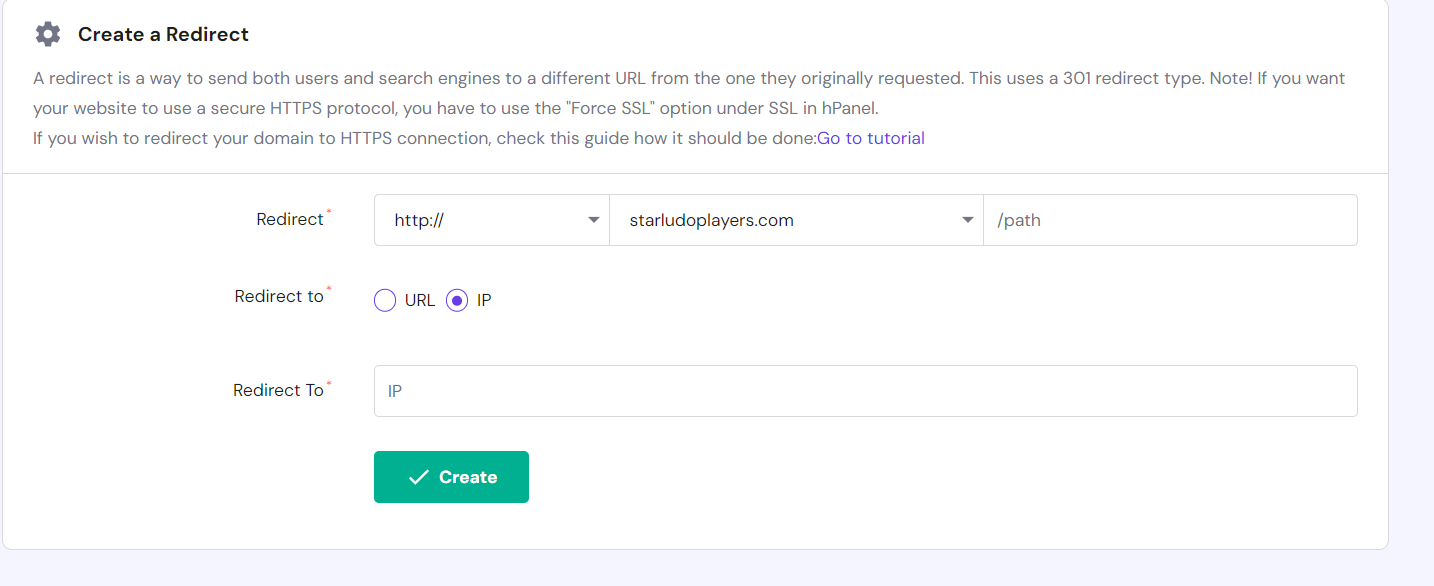 Create a Redirect
A redirect is a way to send both users and search engines to a different URL from the one they originally requested. This uses a 301 redirect type. Note! If you want
your website to use a secure HTTPS protocol, you have to use the "Force SSL" option under SSL in hPanel.
If you wish to redirect your domain to HTTPS connection, check this guide how it should be done:Go to tutorial
Redirect* http:// starludoplayers.com /path
Redirect to* URL IP
Redirect To* IP
Create